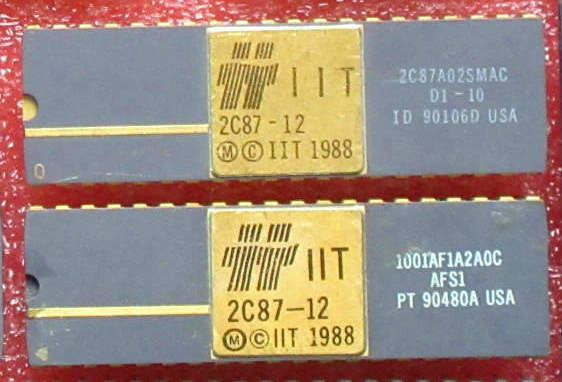 IIT
2C87-12
Ⓜ © IIT 1988
2C87A02SMAC
D1-10
ID 90106D USA
IIT
2C87-12
Ⓜ © IIT 1988
1001AF1A2A0C
AFS1
PT 90480A USA